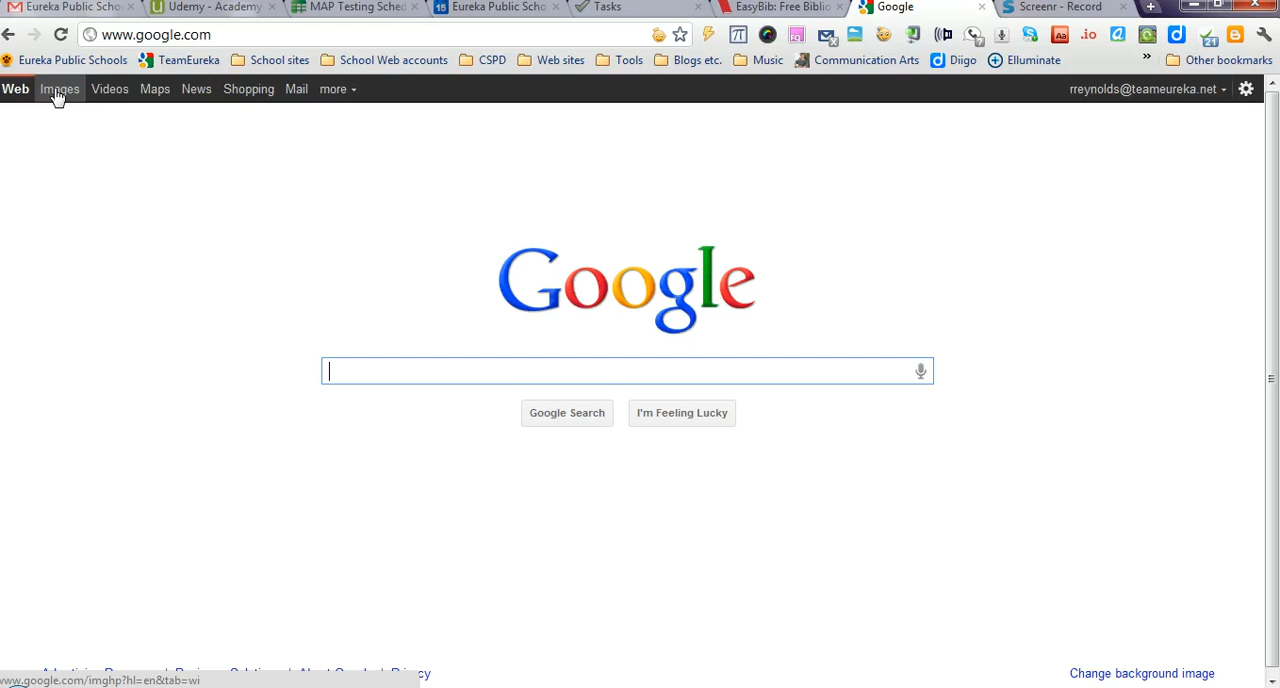 Eureka Public Schoo Udemy - Academy MAP Testing Sched Eureka Public Scho Tasks EasyBib: Free Biblio Google Screenr - Record
www.google.com
Eureka Public Schools TeamEureka School sites School Web accounts CSPD Web sites Tools Blogs etc. Music Communication Arts Diigo Elluminate » Other bookmarks
Web Images Videos Maps News Shopping Mail more rreynolds@teameureka.net
Google
Google Search I'm Feeling Lucky
Change background image
www.google.com/imghp?hl=en&tab=wi